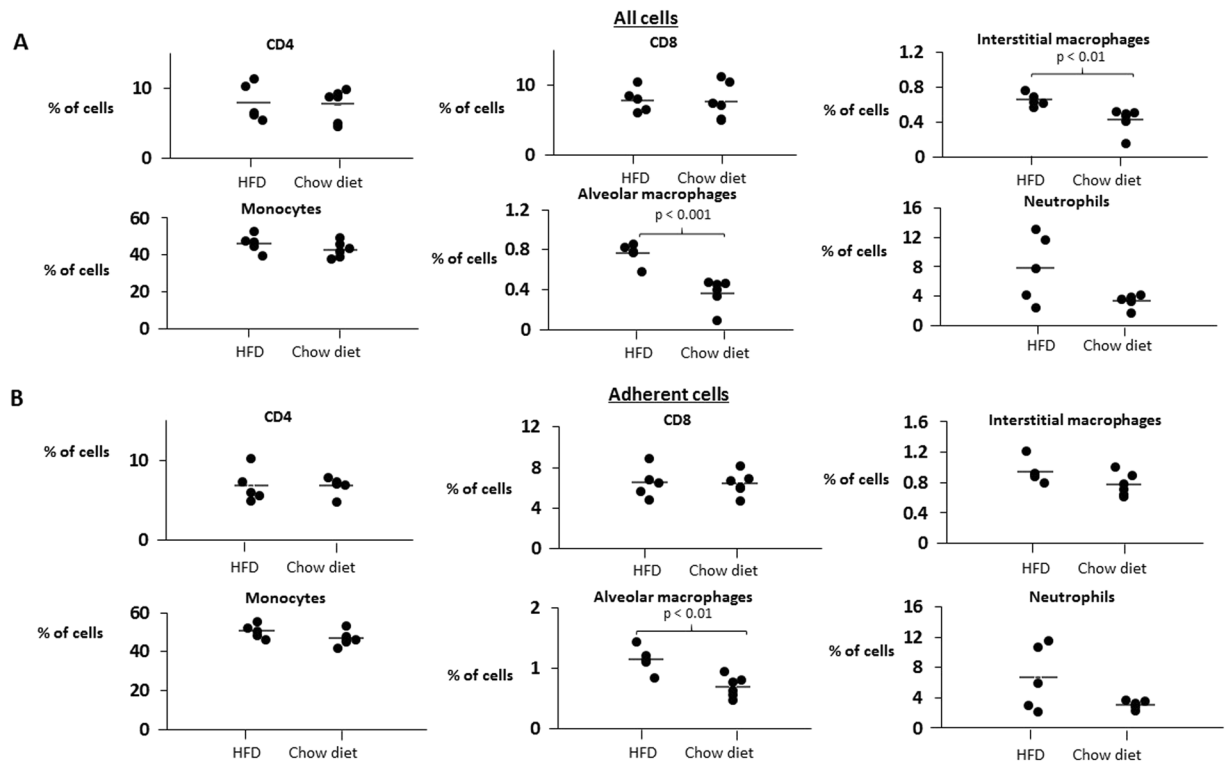 All cells
A
CD4
CD8
Interstitial macrophages
p < 0.01
% of cells
% of cells
% of cells
10
0
10
5
0
1.2
0.8
0.4
0
HFD
Chow diet
HFD
Chow diet
HFD
Chow diet
Monocytes
Alveolar macrophages
p < 0.001
Neutrophils
% of cells
% of cells
% of cells
60
40
20
0
1.2
0.8
0.4
0
16
12
8
4
0
HFD
Chow diet
HFD
Chow diet
HFD
Chow diet
B
Adherent cells
CD4
CD8
Interstitial macrophages
% of cells
% of cells
% of cells
10
0
12
8
4
0
1.6
1.2
0.8
0.4
0
HFD
Chow diet
HFD
Chow diet
HFD
Chow diet
Monocytes
Alveolar macrophages
p < 0.01
Neutrophils
% of cells
% of cells
% of cells
60
40
20
0
2
1
0
16
12
8
4
0
HFD
Chow diet
HFD
Chow diet
HFD
Chow diet